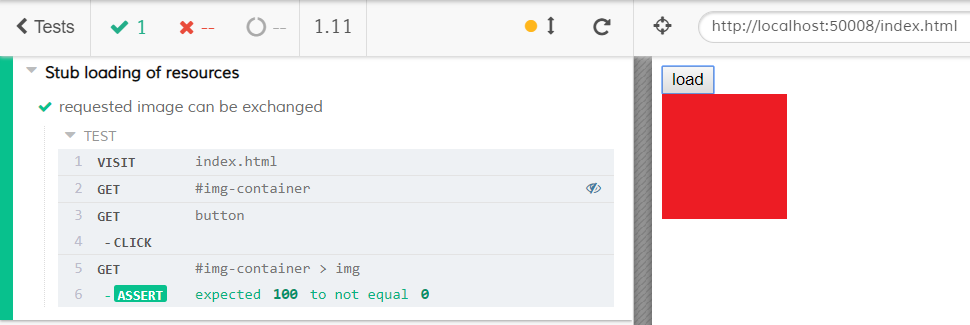 Tests 1 -- -- 1.11 http://localhost:50008/index.html
Stub loading of resources
load
requested image can be exchanged
TEST
1 VISIT index.html
2 GET #img-container
3 GET button
4 - CLICK
5 GET #img-container > img
6 - ASSERT expected 100 to not equal 0